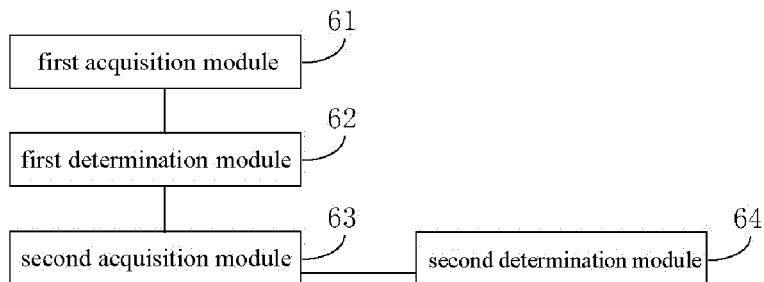 61
first acquisition module
62
first determination module
63
second acquisition module
64
second determination module